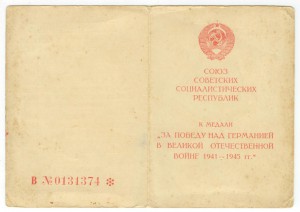 СОЮЗ
СОВЕТСКИХ
СОЦИАЛИСТИЧЕСКИХ
РЕСПУБЛИК
К МЕДАЛИ
"ЗА ПОБЕДУ НАД ГЕРМАНИЕЙ
В ВЕЛИКОЙ ОТЕЧЕСТВЕННОЙ
ВОЙНЕ 1941–1945 гг."
В №0131374 *